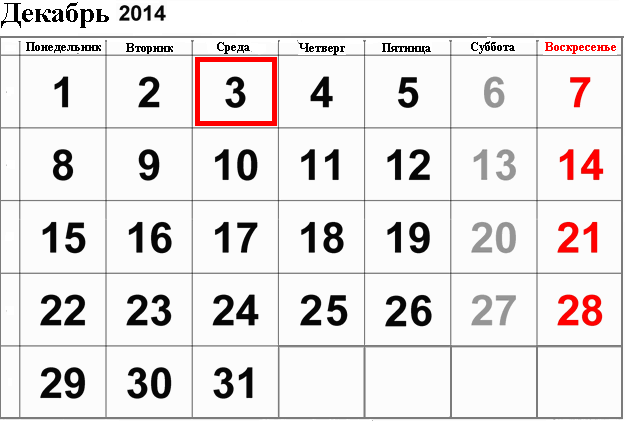 Декабрь 2014
Понедельник Вторник Среда Четверг Пятница Суббота Воскресенье
1 2 3 4 5 6 7
8 9 10 11 12 13 14
15 16 17 18 19 20 21
22 23 24 25 26 27 28
29 30 31